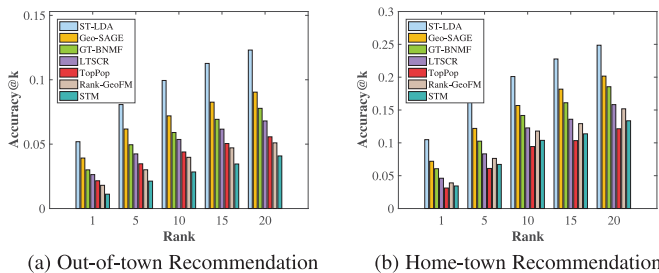 0.15
0.1
0.05
0
Accuracy@k
ST-LDA
Geo-SAGE
GT-BNMF
LTSCR
TopPop
Rank-GeoFM
STM
1 5 10 15 20
Rank
(a) Out-of-town Recommendation
0.3
0.25
0.2
0.15
0.1
0.05
0
Accuracy@k
ST-LDA
Geo-SAGE
GT-BNMF
LTSCR
TopPop
Rank-GeoFM
STM
1 5 10 15 20
Rank
(b) Home-town Recommendation